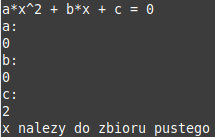 a*x^2 + b*x + c = 0
a:
0
b:
0
c:
2
x nalezy do zbioru pustego